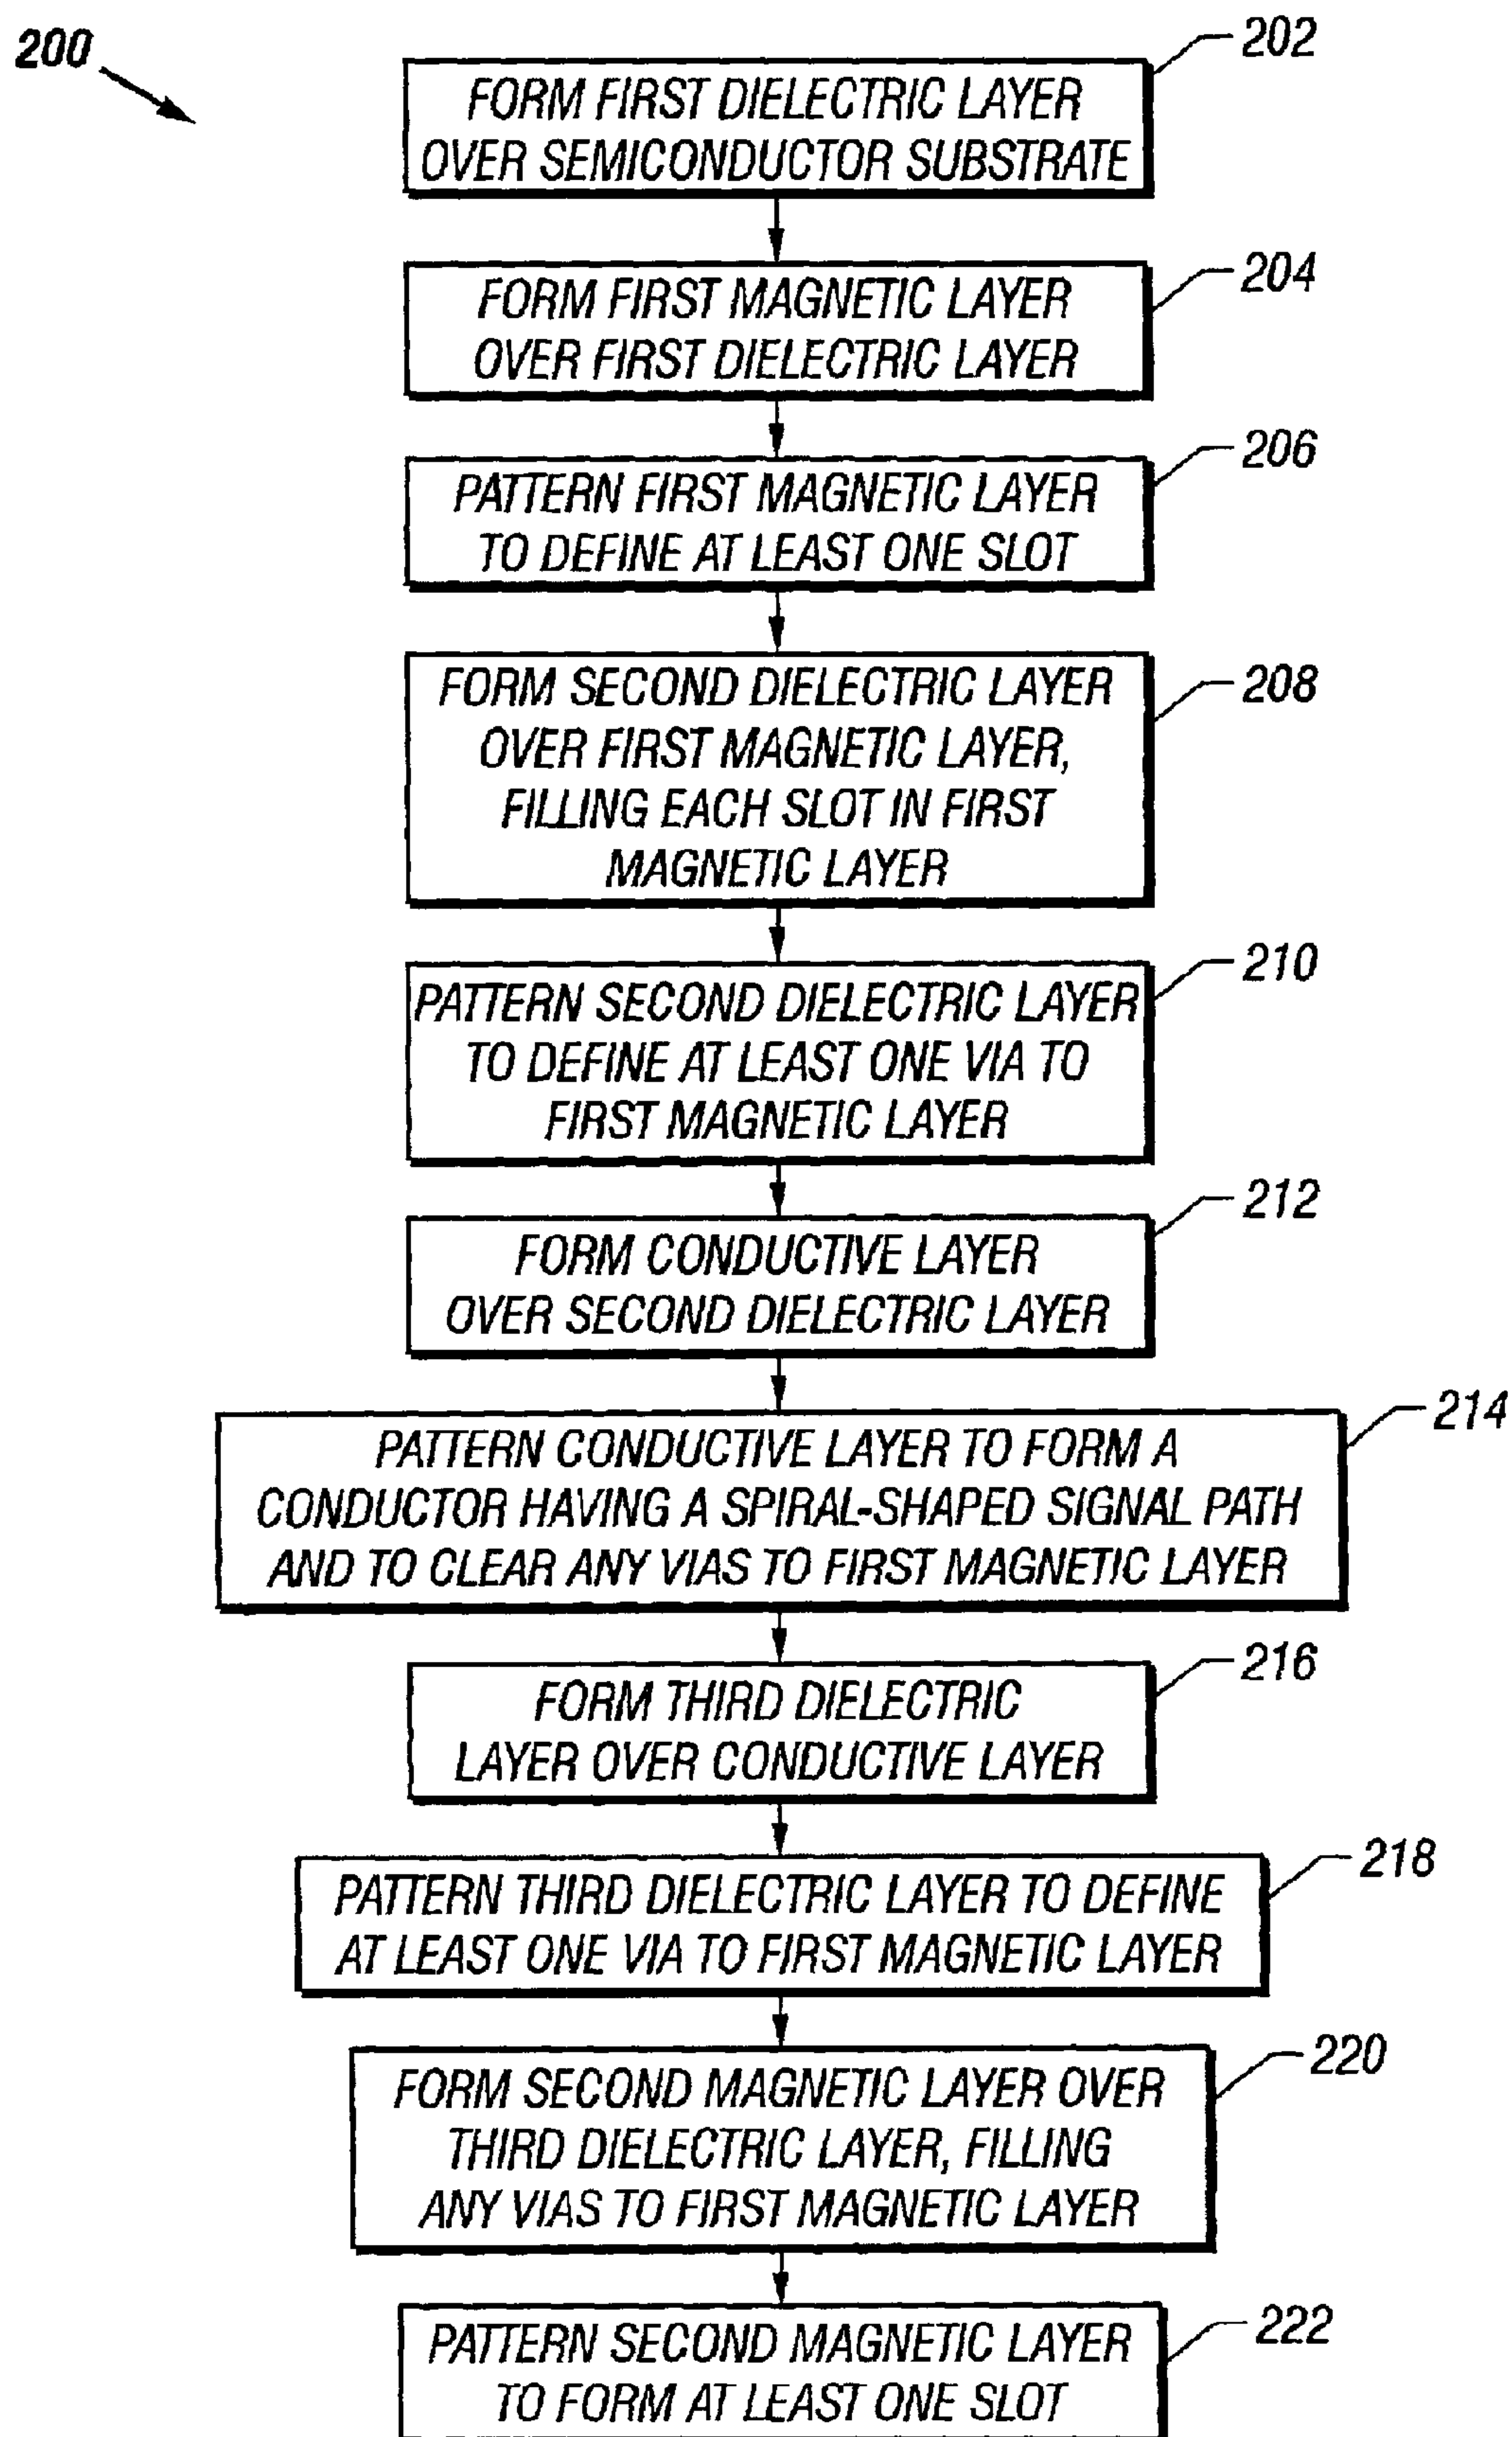 200
202
FORM FIRST DIELECTRIC LAYER
OVER SEMICONDUCTOR SUBSTRATE
204
FORM FIRST MAGNETIC LAYER
OVER FIRST DIELECTRIC LAYER
206
PATTERN FIRST MAGNETIC LAYER
TO DEFINE AT LEAST ONE SLOT
208
FORM SECOND DIELECTRIC LAYER
OVER FIRST MAGNETIC LAYER,
FILLING EACH SLOT IN FIRST
MAGNETIC LAYER
210
PATTERN SECOND DIELECTRIC LAYER
TO DEFINE AT LEAST ONE VIA TO
FIRST MAGNETIC LAYER
212
FORM CONDUCTIVE LAYER
OVER SECOND DIELECTRIC LAYER
214
PATTERN CONDUCTIVE LAYER TO FORM A
CONDUCTOR HAVING A SPIRAL-SHAPED SIGNAL PATH
AND TO CLEAR ANY VIAS TO FIRST MAGNETIC LAYER
216
FORM THIRD DIELECTRIC
LAYER OVER CONDUCTIVE LAYER
218
PATTERN THIRD DIELECTRIC LAYER TO DEFINE
AT LEAST ONE VIA TO FIRST MAGNETIC LAYER
220
FORM SECOND MAGNETIC LAYER OVER
THIRD DIELECTRIC LAYER, FILLING
ANY VIAS TO FIRST MAGNETIC LAYER
222
PATTERN SECOND MAGNETIC LAYER
TO FORM AT LEAST ONE SLOT